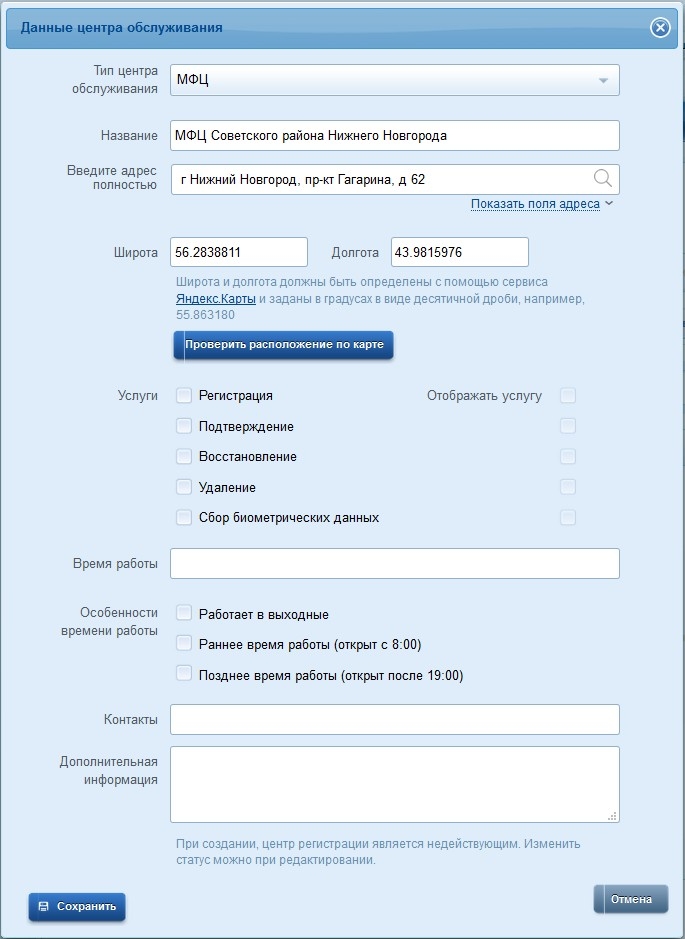 Данные центра обслуживания
Тип центра
обслуживания
МФЦ
Название
МФЦ Советского района Нижнего Новгорода
Введите адрес
полностью
г Нижний Новгород, пр-кт Гагарина, д 62
Показать поля адреса
Широта
56.2838811
Долгота
43.9815976
Широта и долгота должны быть определены с помощью сервиса
Яндекс.Карты и заданы в градусах в виде десятичной дроби, например,
55.863180
Проверить расположение по карте
Услуги
Регистрация
Отображать услугу
Подтверждение
Восстановление
Удаление
Сбор биометрических данных
Время работы
Особенности
времени работы
Работает в выходные
Раннее время работы (открыт с 8:00)
Позднее время работы (открыт после 19:00)
Контакты
Дополнительная
информация
При создании, центр регистрации является недействующим. Изменить
статус можно при редактировании.
Сохранить
Отмена